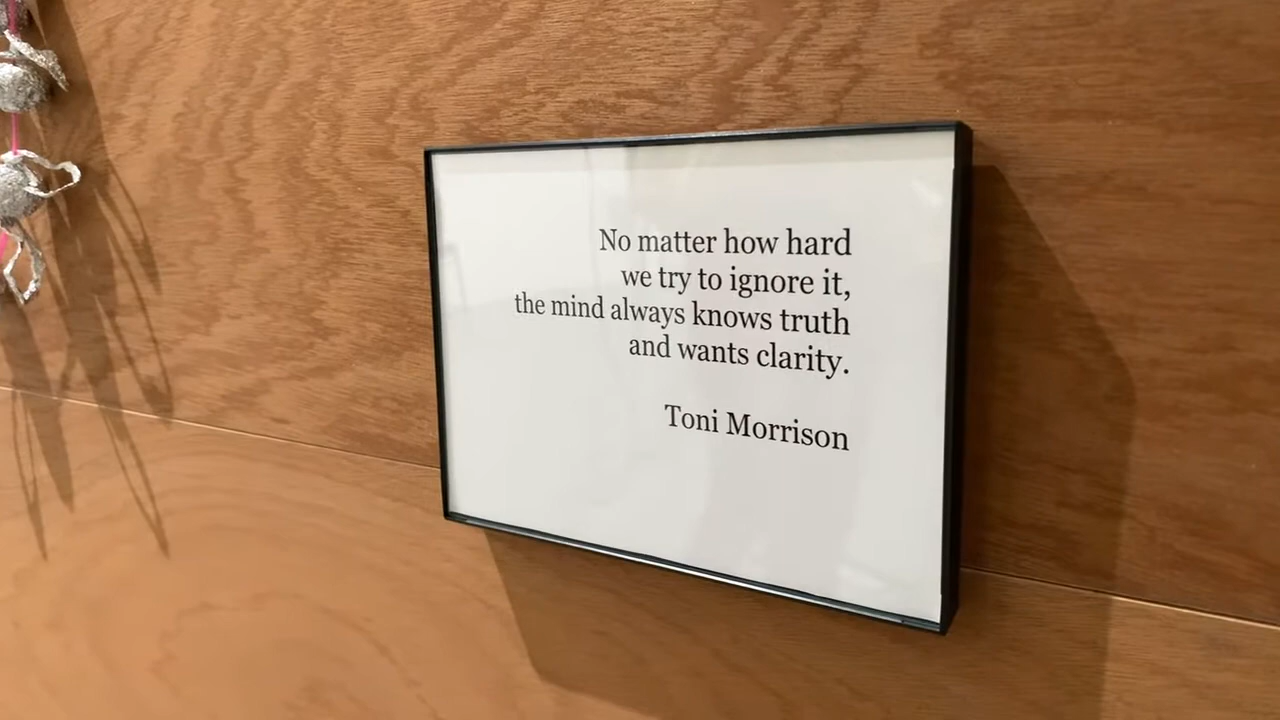 No matter how hard
we try to ignore it,
the mind always knows truth
and wants clarity.
Toni Morrison